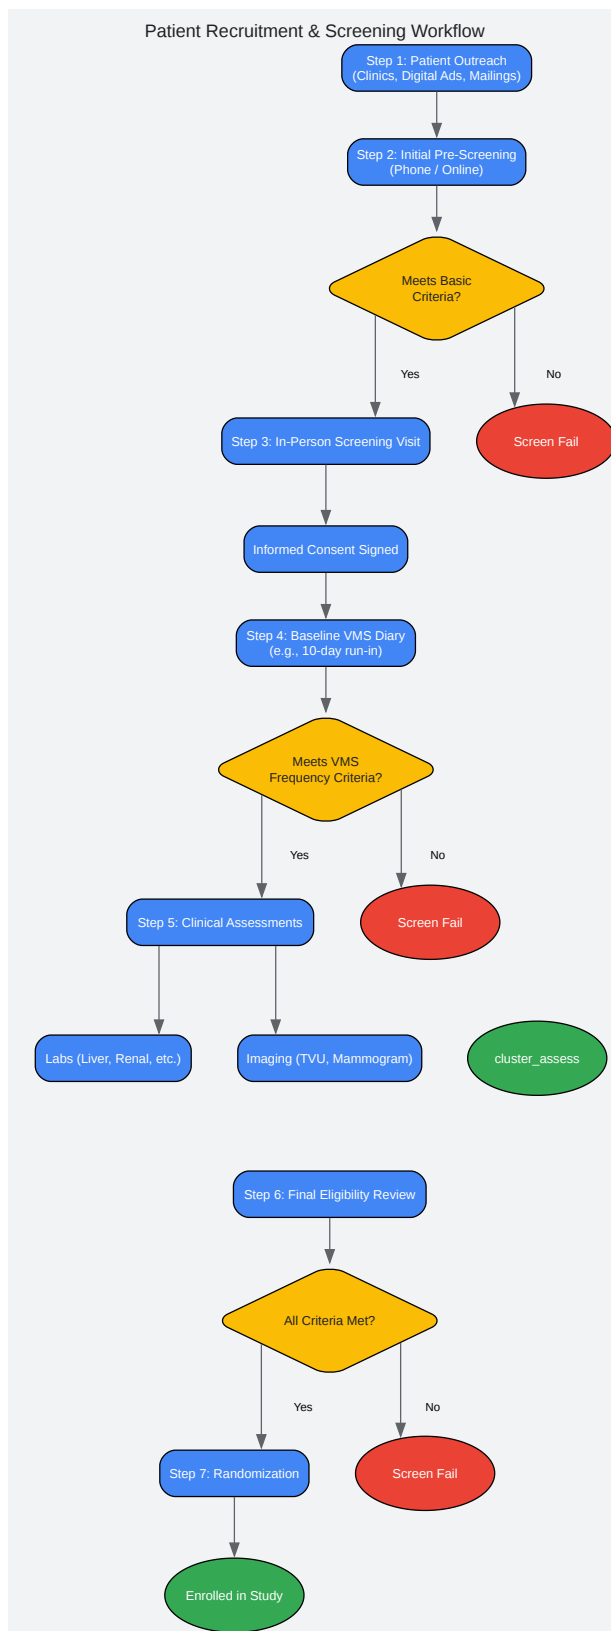 Patient Recruitment & Screening Workflow
Step 1: Patient Outreach
(Clinics, Digital Ads, Mailings)
Step 2: Initial Pre-Screening
(Phone / Online)
Meets Basic
Criteria?
Yes
No
Step 3: In-Person Screening Visit
Screen Fail
Informed Consent Signed
Step 4: Baseline VMS Diary
(e.g., 10-day run-in)
Meets VMS
Frequency Criteria?
Yes
No
Step 5: Clinical Assessments
Screen Fail
Labs (Liver, Renal, etc.)
Imaging (TVU, Mammogram)
cluster_assess
Step 6: Final Eligibility Review
All Criteria Met?
Yes
No
Step 7: Randomization
Screen Fail
Enrolled in Study